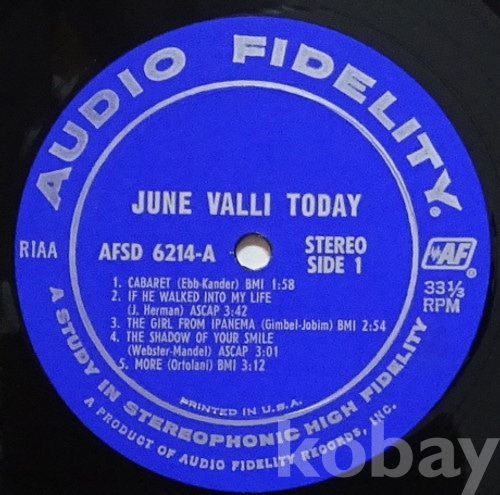 AUDIO FIDELITY®
JUNE VALLI TODAY
RIAA
AFSD 6214-A
STEREO
SIDE 1
AF®
33 1/3
RPM
1. CABARET (Ebb-Kander) BMI 1:58
2. IF HE WALKED INTO MY LIFE
(J. Herman) ASCAP 3:42
3. THE GIRL FROM IPANEMA (Gimbel-Jobim) BMI 2:54
4. THE SHADOW OF YOUR SMILE
(Webster-Mandel) ASCAP 3:01
5. MORE (Ortolani) BMI 3:12
PRINTED IN U.S.A.
A STUDY IN STEREOPHONIC HIGH FIDELITY
A PRODUCT OF AUDIO FIDELITY RECORDS, INC.
kobay